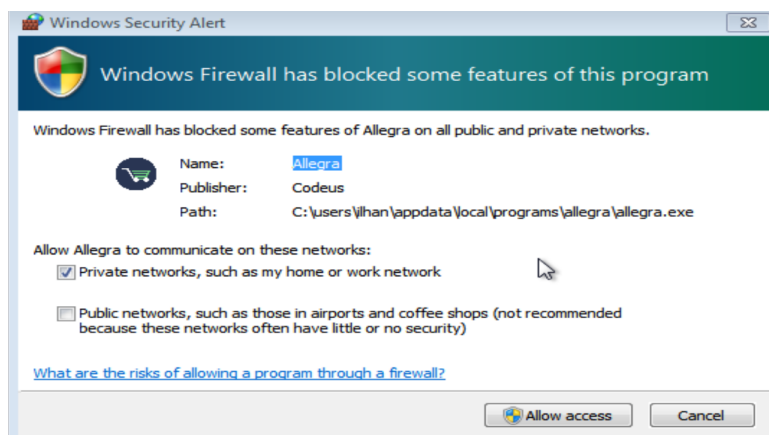 Windows Security Alert
Windows Firewall has blocked some features of this program
Windows Firewall has blocked some features of Allegra on all public and private networks.
Name: Allegra
Publisher: Codeus
Path: C:\users\ilhan\appdata\local\programs\allegra\allegra.exe
Allow Allegra to communicate on these networks:
Private networks, such as my home or work network
Public networks, such as those in airports and coffee shops (not recommended
because these networks often have little or no security)
What are the risks of allowing a program through a firewall?
Allow access Cancel